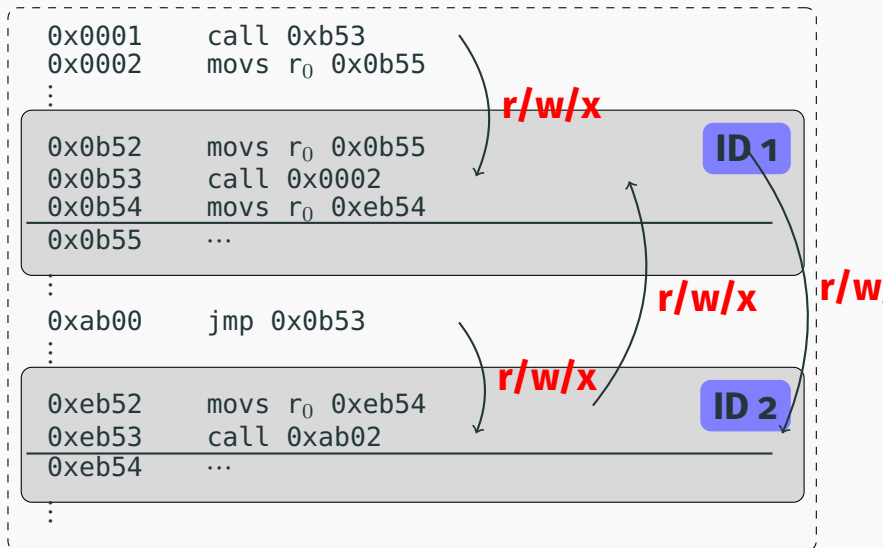 0x0001 call 0xb53
0x0002 movs r₀ 0x0b55
⋮
r/w/x
0x0b52 movs r₀ 0x0b55
ID 1
0x0b53 call 0x0002
0x0b54 movs r₀ 0xeb54
0x0b55 ⋯
⋮
r/w/x
r/w/
0xab00 jmp 0x0b53
⋮
r/w/x
0xeb52 movs r₀ 0xeb54
ID 2
0xeb53 call 0xab02
0xeb54 ⋯
⋮